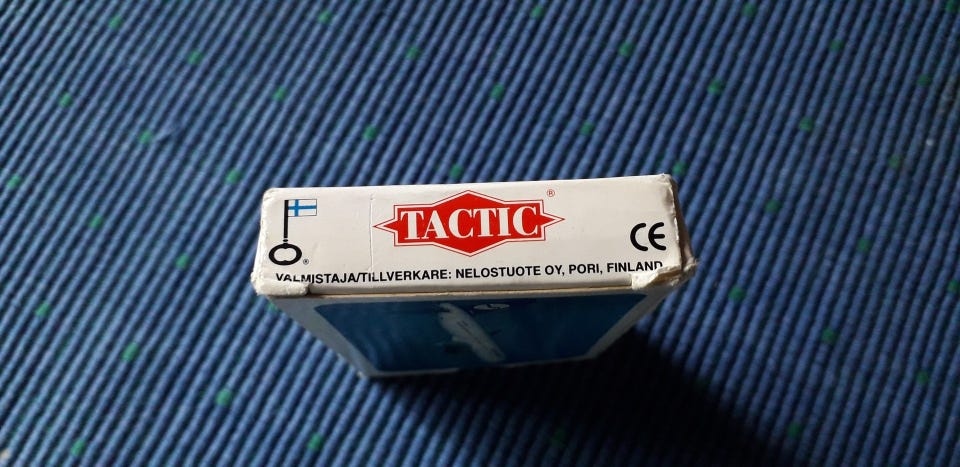 TACTIC ®
CE
®
VALMISTAJA/TILLVERKARE: NELOSTUOTE OY, PORI, FINLAND